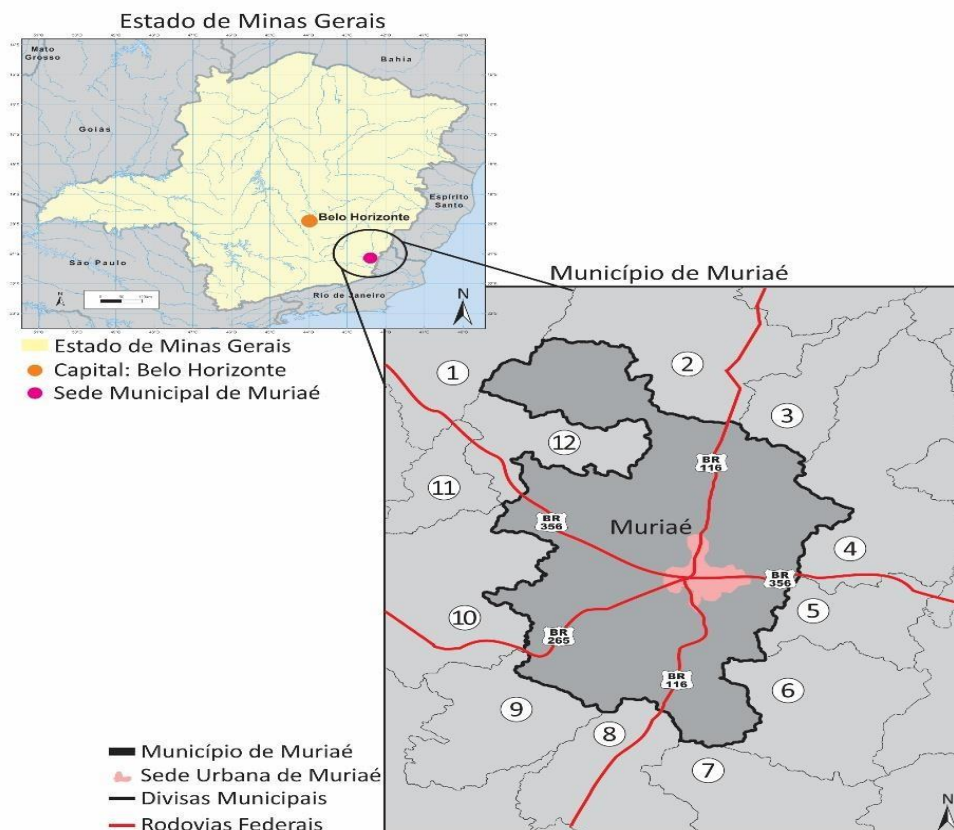 Estado de Minas Gerais
Mato
Grosso
Bahia
Goiás
Espírito
Santo
Belo Horizonte
São Paulo
Rio de Janeiro
N
N
Estado de Minas Gerais
Capital: Belo Horizonte
Sede Municipal de Muriaé
Município de Muriaé
1
2
3
12
BR
116
11
BR
356
Muriaé
4
BR
356
5
10
BR
265
BR
116
6
9
8
7
N
Município de Muriaé
Sede Urbana de Muriaé
Divisas Municipais
Rodovias Federais